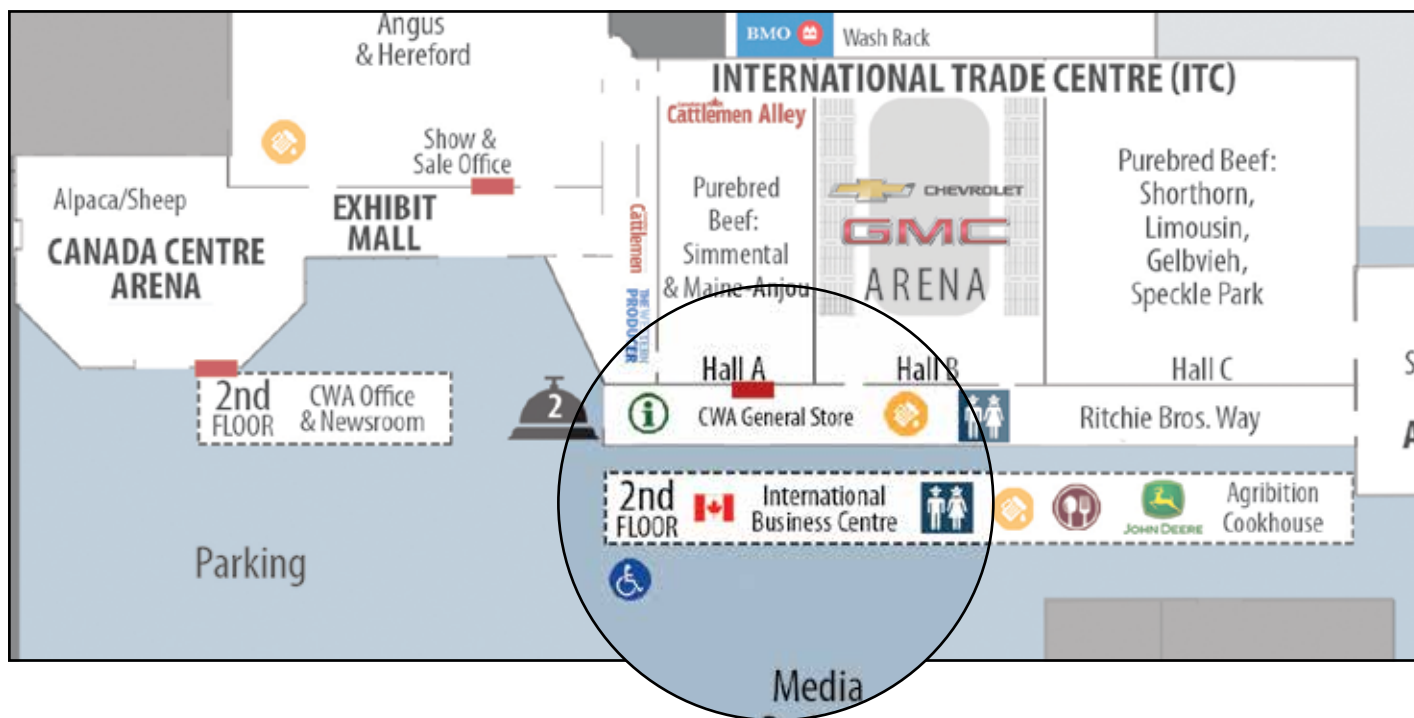 Angus
& Hereford
BMO
Wash Rack
INTERNATIONAL TRADE CENTRE (ITC)
Cattlemen Alley
Show &
Sale Office
Alpaca/Sheep
EXHIBIT
MALL
CANADA CENTRE
ARENA
Cattlemen
THE WESTERN
PRODUCER
Purebred
Beef:
Simmental
& Maine-Anjou
CHEVROLET
GMC
ARENA
Purebred Beef:
Shorthorn,
Limousin,
Gelbvieh,
Speckle Park
Hall A
Hall B
Hall C
2nd
FLOOR
CWA Office
& Newsroom
2
i
CWA General Store
Ritchie Bros. Way
2nd
FLOOR
International
Business Centre
JOHN DEERE
Agribition
Cookhouse
Parking
Media